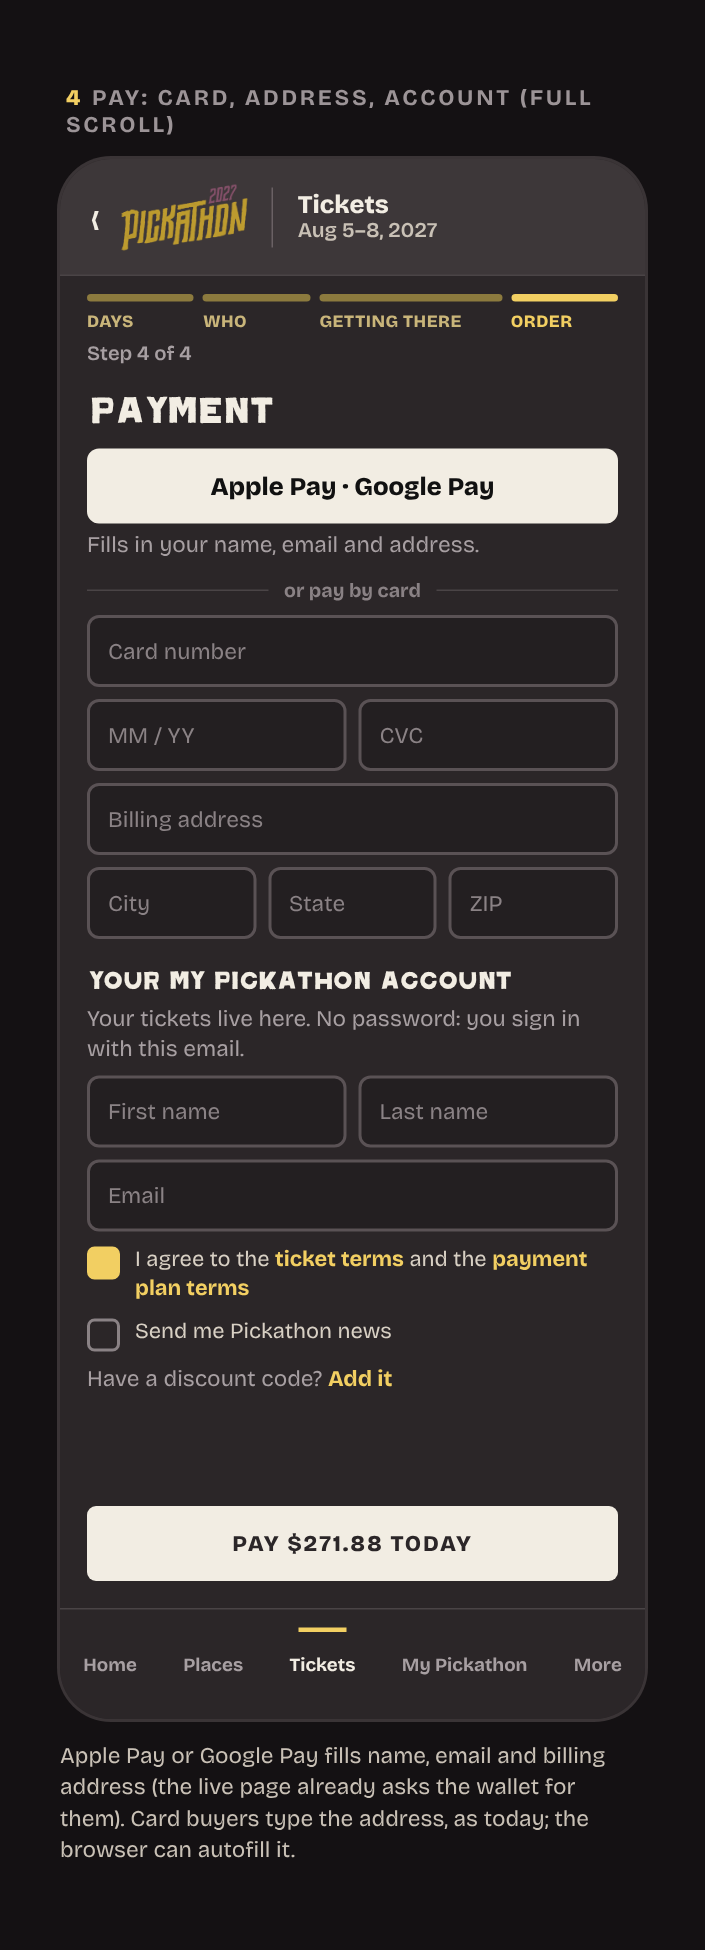 4 PAY: CARD, ADDRESS, ACCOUNT (FULL
SCROLL)
⟨ PICKATHON 2027
Tickets
Aug 5–8, 2027
DAYS WHO GETTING THERE ORDER
Step 4 of 4
PAYMENT
Apple Pay · Google Pay
Fills in your name, email and address.
or pay by card
Card number
MM / YY CVC
Billing address
City State ZIP
YOUR MY PICKATHON ACCOUNT
Your tickets live here. No password: you sign in
with this email.
First name Last name
Email
I agree to the ticket terms and the payment
plan terms
Send me Pickathon news
Have a discount code? Add it
PAY $271.88 TODAY
Home Places Tickets My Pickathon More
Apple Pay or Google Pay fills name, email and billing
address (the live page already asks the wallet for
them). Card buyers type the address, as today; the
browser can autofill it.